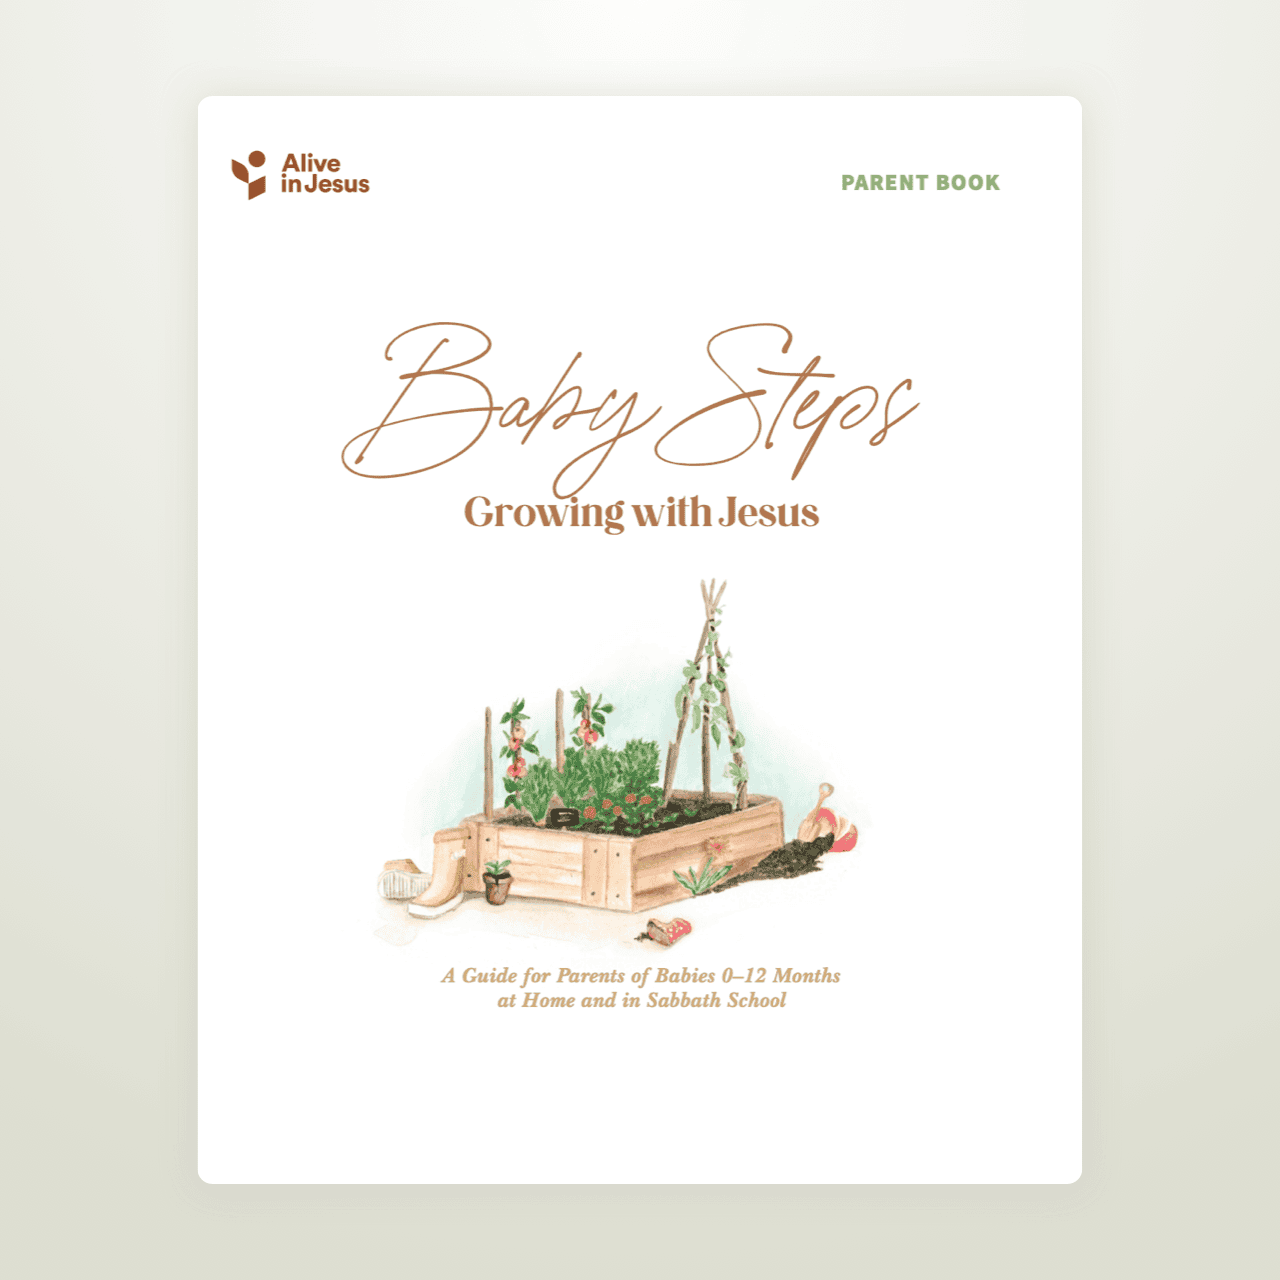 Alive
in Jesus
PARENT BOOK
Baby Steps
Growing with Jesus
A Guide for Parents of Babies 0–12 Months
at Home and in Sabbath School